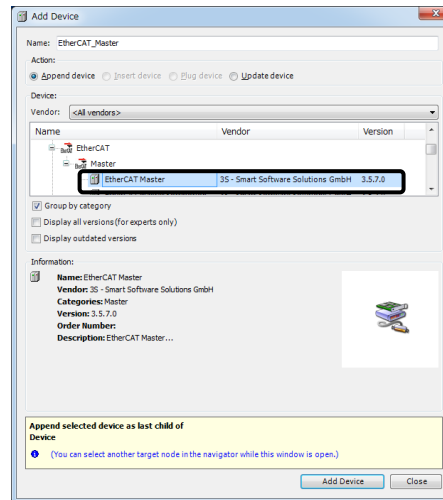 Add Device
Name: EtherCAT_Master
Action:
Append device Insert device Plug device Update device
Device:
Vendor: <All vendors>
Name Vendor Version
EtherCAT
Master
EtherCAT Master 3S - Smart Software Solutions GmbH 3.5.7.0
Group by category
Display all versions (for experts only)
Display outdated versions
Information:
Name: EtherCAT Master
Vendor: 3S - Smart Software Solutions GmbH
Categories: Master
Version: 3.5.7.0
Order Number:
Description: EtherCAT Master...
Append selected device as last child of
Device
(You can select another target node in the navigator while this window is open.)
Add Device Close